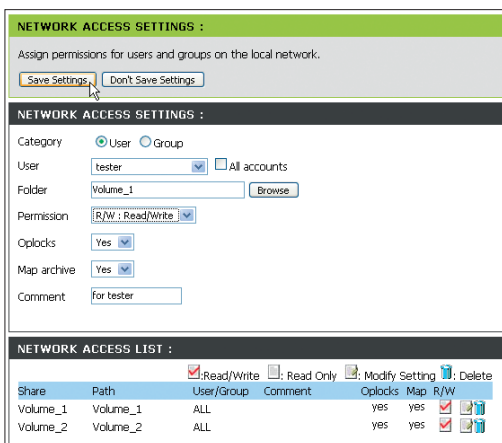 NETWORK ACCESS SETTINGS :
Assign permissions for users and groups on the local network.
Save Settings Don't Save Settings
NETWORK ACCESS SETTINGS :
Category User Group
User tester All accounts
Folder Volume_1 Browse
Permission R/W : Read/Write
Oplocks Yes
Map archive Yes
Comment for tester
NETWORK ACCESS LIST :
:Read/Write : Read Only : Modify Setting : Delete
Share Path User/Group Comment Oplocks Map R/W
Volume_1 Volume_1 ALL yes yes
Volume_2 Volume_2 ALL yes yes